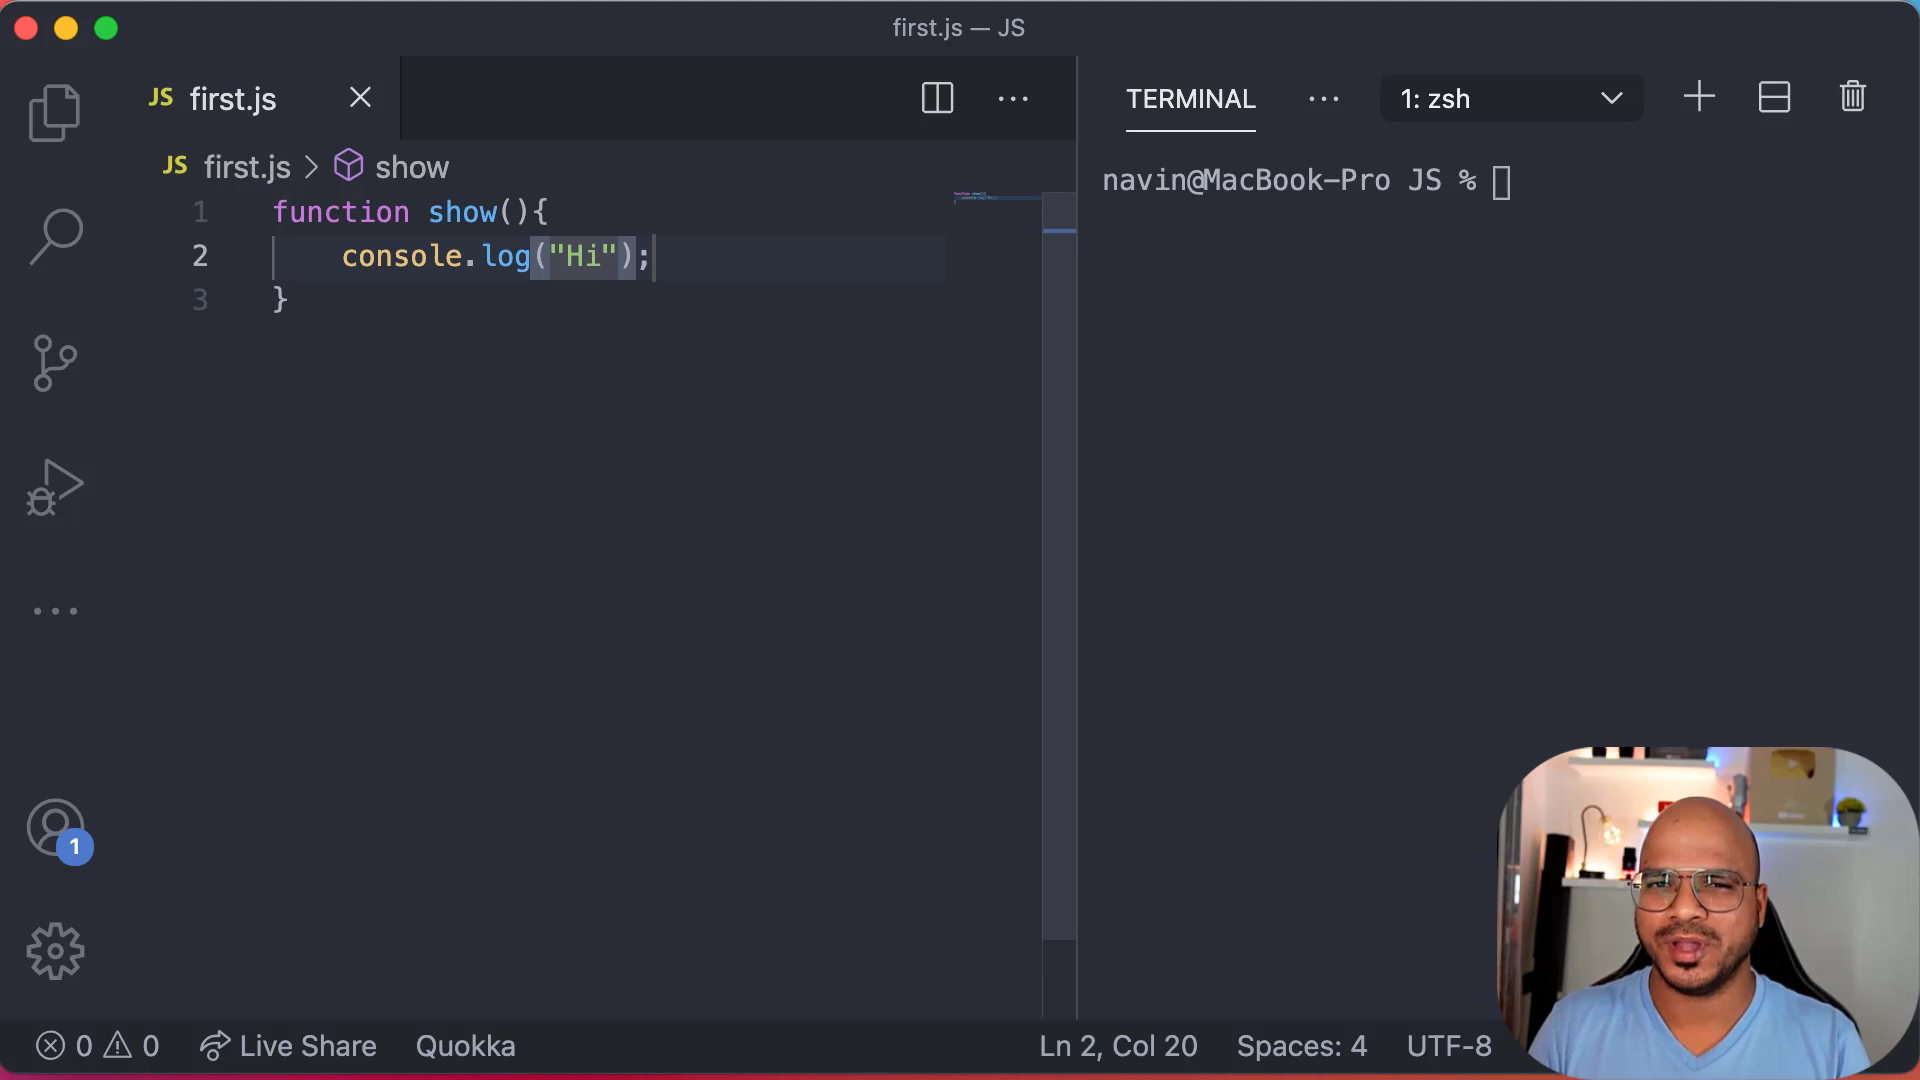 first.js — JS
JS first.js
TERMINAL
1: zsh
JS first.js > show
1 function show(){
2 console.log("Hi");
3 }
navin@MacBook-Pro JS %
1
0 0 Live Share Quokka
Ln 2, Col 20 Spaces: 4 UTF-8